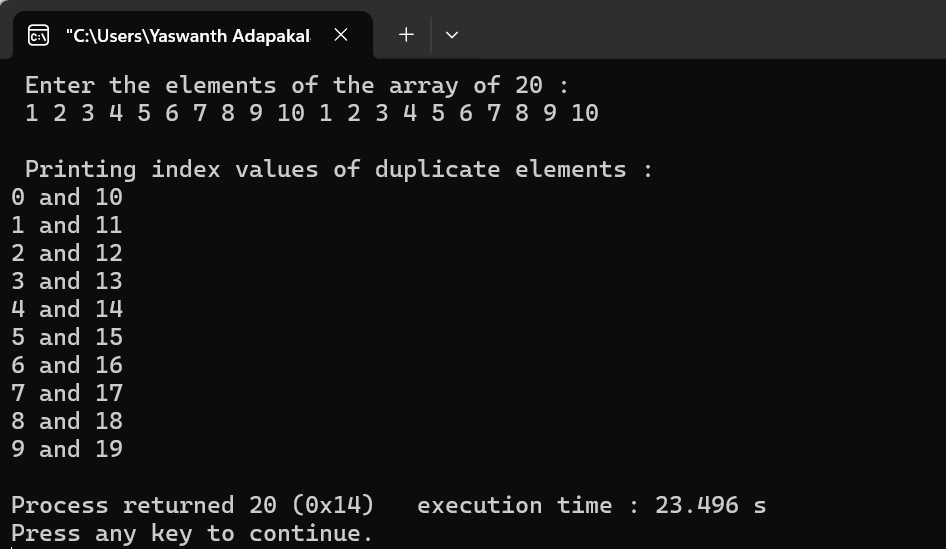 "C:\Users\Yaswanth Adapakal
Enter the elements of the array of 20 :
1 2 3 4 5 6 7 8 9 10 1 2 3 4 5 6 7 8 9 10
Printing index values of duplicate elements :
0 and 10
1 and 11
2 and 12
3 and 13
4 and 14
5 and 15
6 and 16
7 and 17
8 and 18
9 and 19
Process returned 20 (0x14)   execution time : 23.496 s
Press any key to continue.